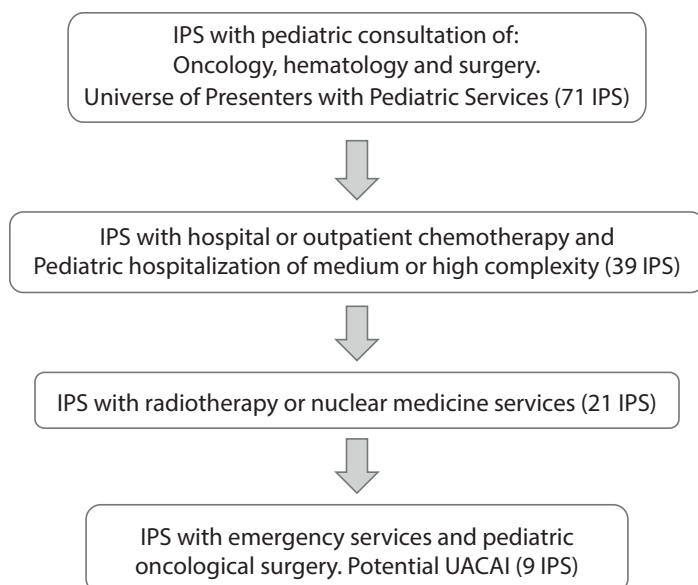 IPS with pediatric consultation of:
Oncology, hematology and surgery.
Universe of Presenters with Pediatric Services (71 IPS)
IPS with hospital or outpatient chemotherapy and
Pediatric hospitalization of medium or high complexity (39 IPS)
IPS with radiotherapy or nuclear medicine services (21 IPS)
IPS with emergency services and pediatric
oncological surgery. Potential UACAI (9 IPS)